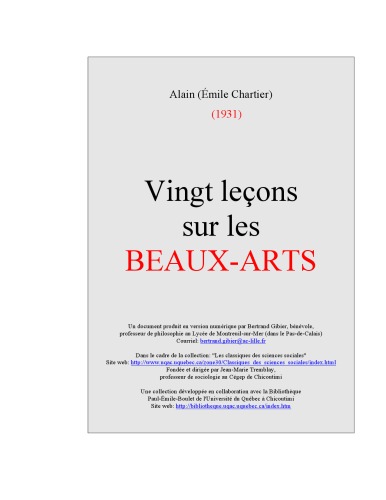 Alain (Émile Chartier)
(1931)
Vingt leçons
sur les
BEAUX-ARTS
Un document produit en version numérique par Bertrand Gibier, bénévole,
professeur de philosophie au Lycée de Montreuil-sur-Mer (dans le Pas-de-Calais)
Courriel: bertrand.gibier@ac-lille.fr
Dans le cadre de la collection: "Les classiques des sciences sociales"
Site web: http://www.uqac.uquebec.ca/zone30/Classiques_des_sciences_sociales/index.html
Fondée et dirigée par Jean-Marie Tremblay,
professeur de sociologie au Cégep de Chicoutimi
Une collection développée en collaboration avec la Bibliothèque
Paul-Émile-Boulet de l'Université du Québec à Chicoutimi
Site web: http://bibliotheque.uqac.uquebec.ca/index.htm